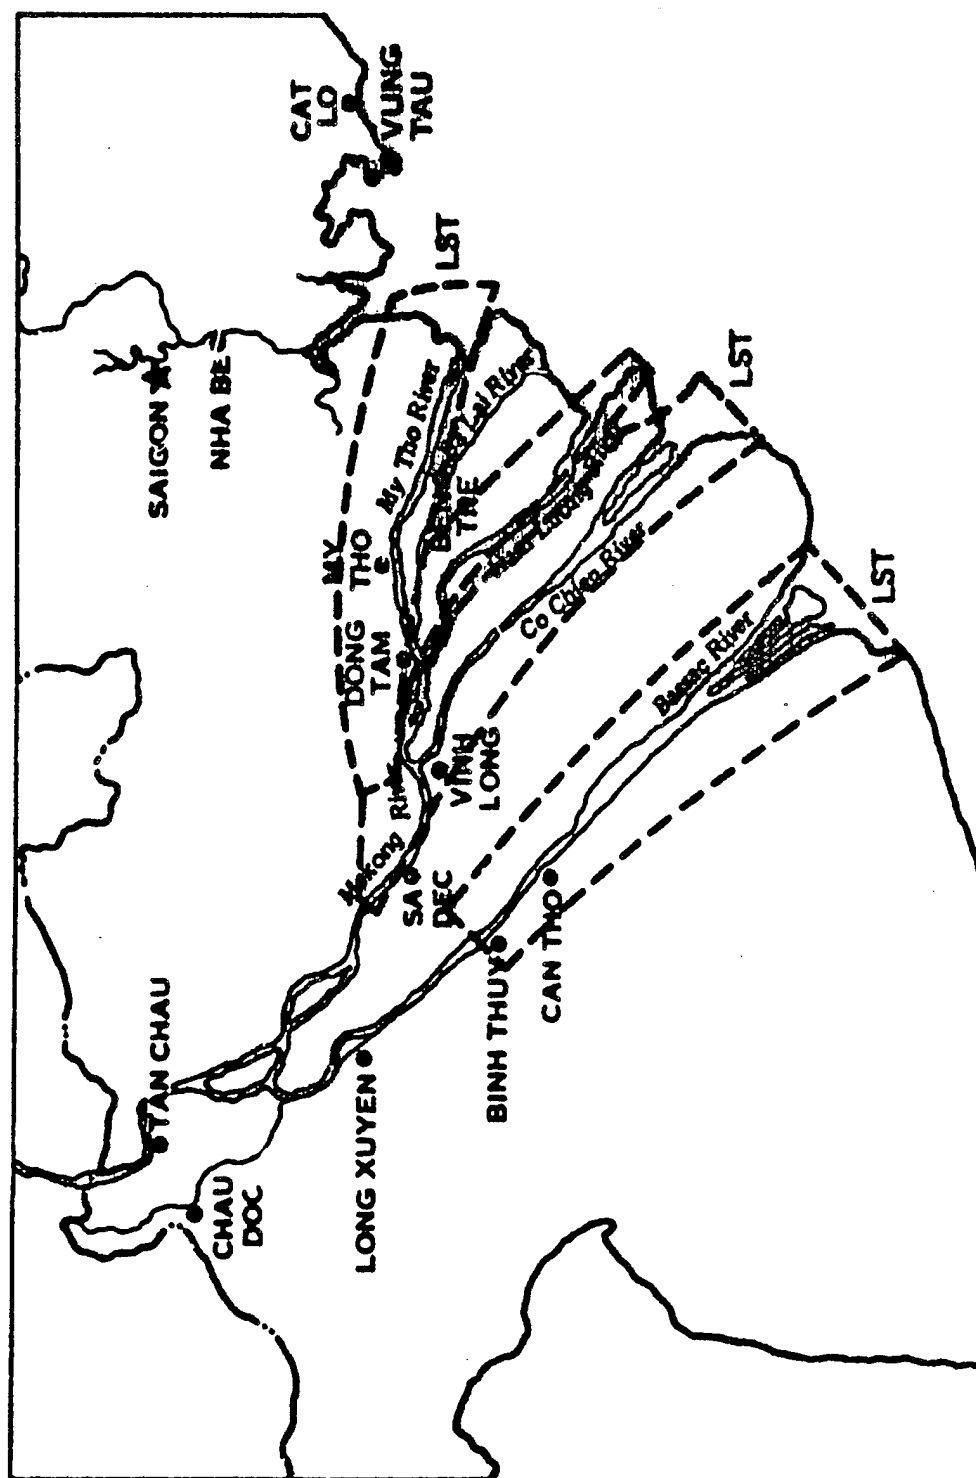 CAT
LO
VUNG
TAU
SAIGON
NHA BE
LST
My Tho River
MY
THO
DONG
TAM
TRE
LST
Co Chien River
LST
Bassac River
VINH
LONG
Mekong River
SA
DEC
CAN THO
BINH THUY
LONG XUYEN
TAN CHAU
CHAU
DOC